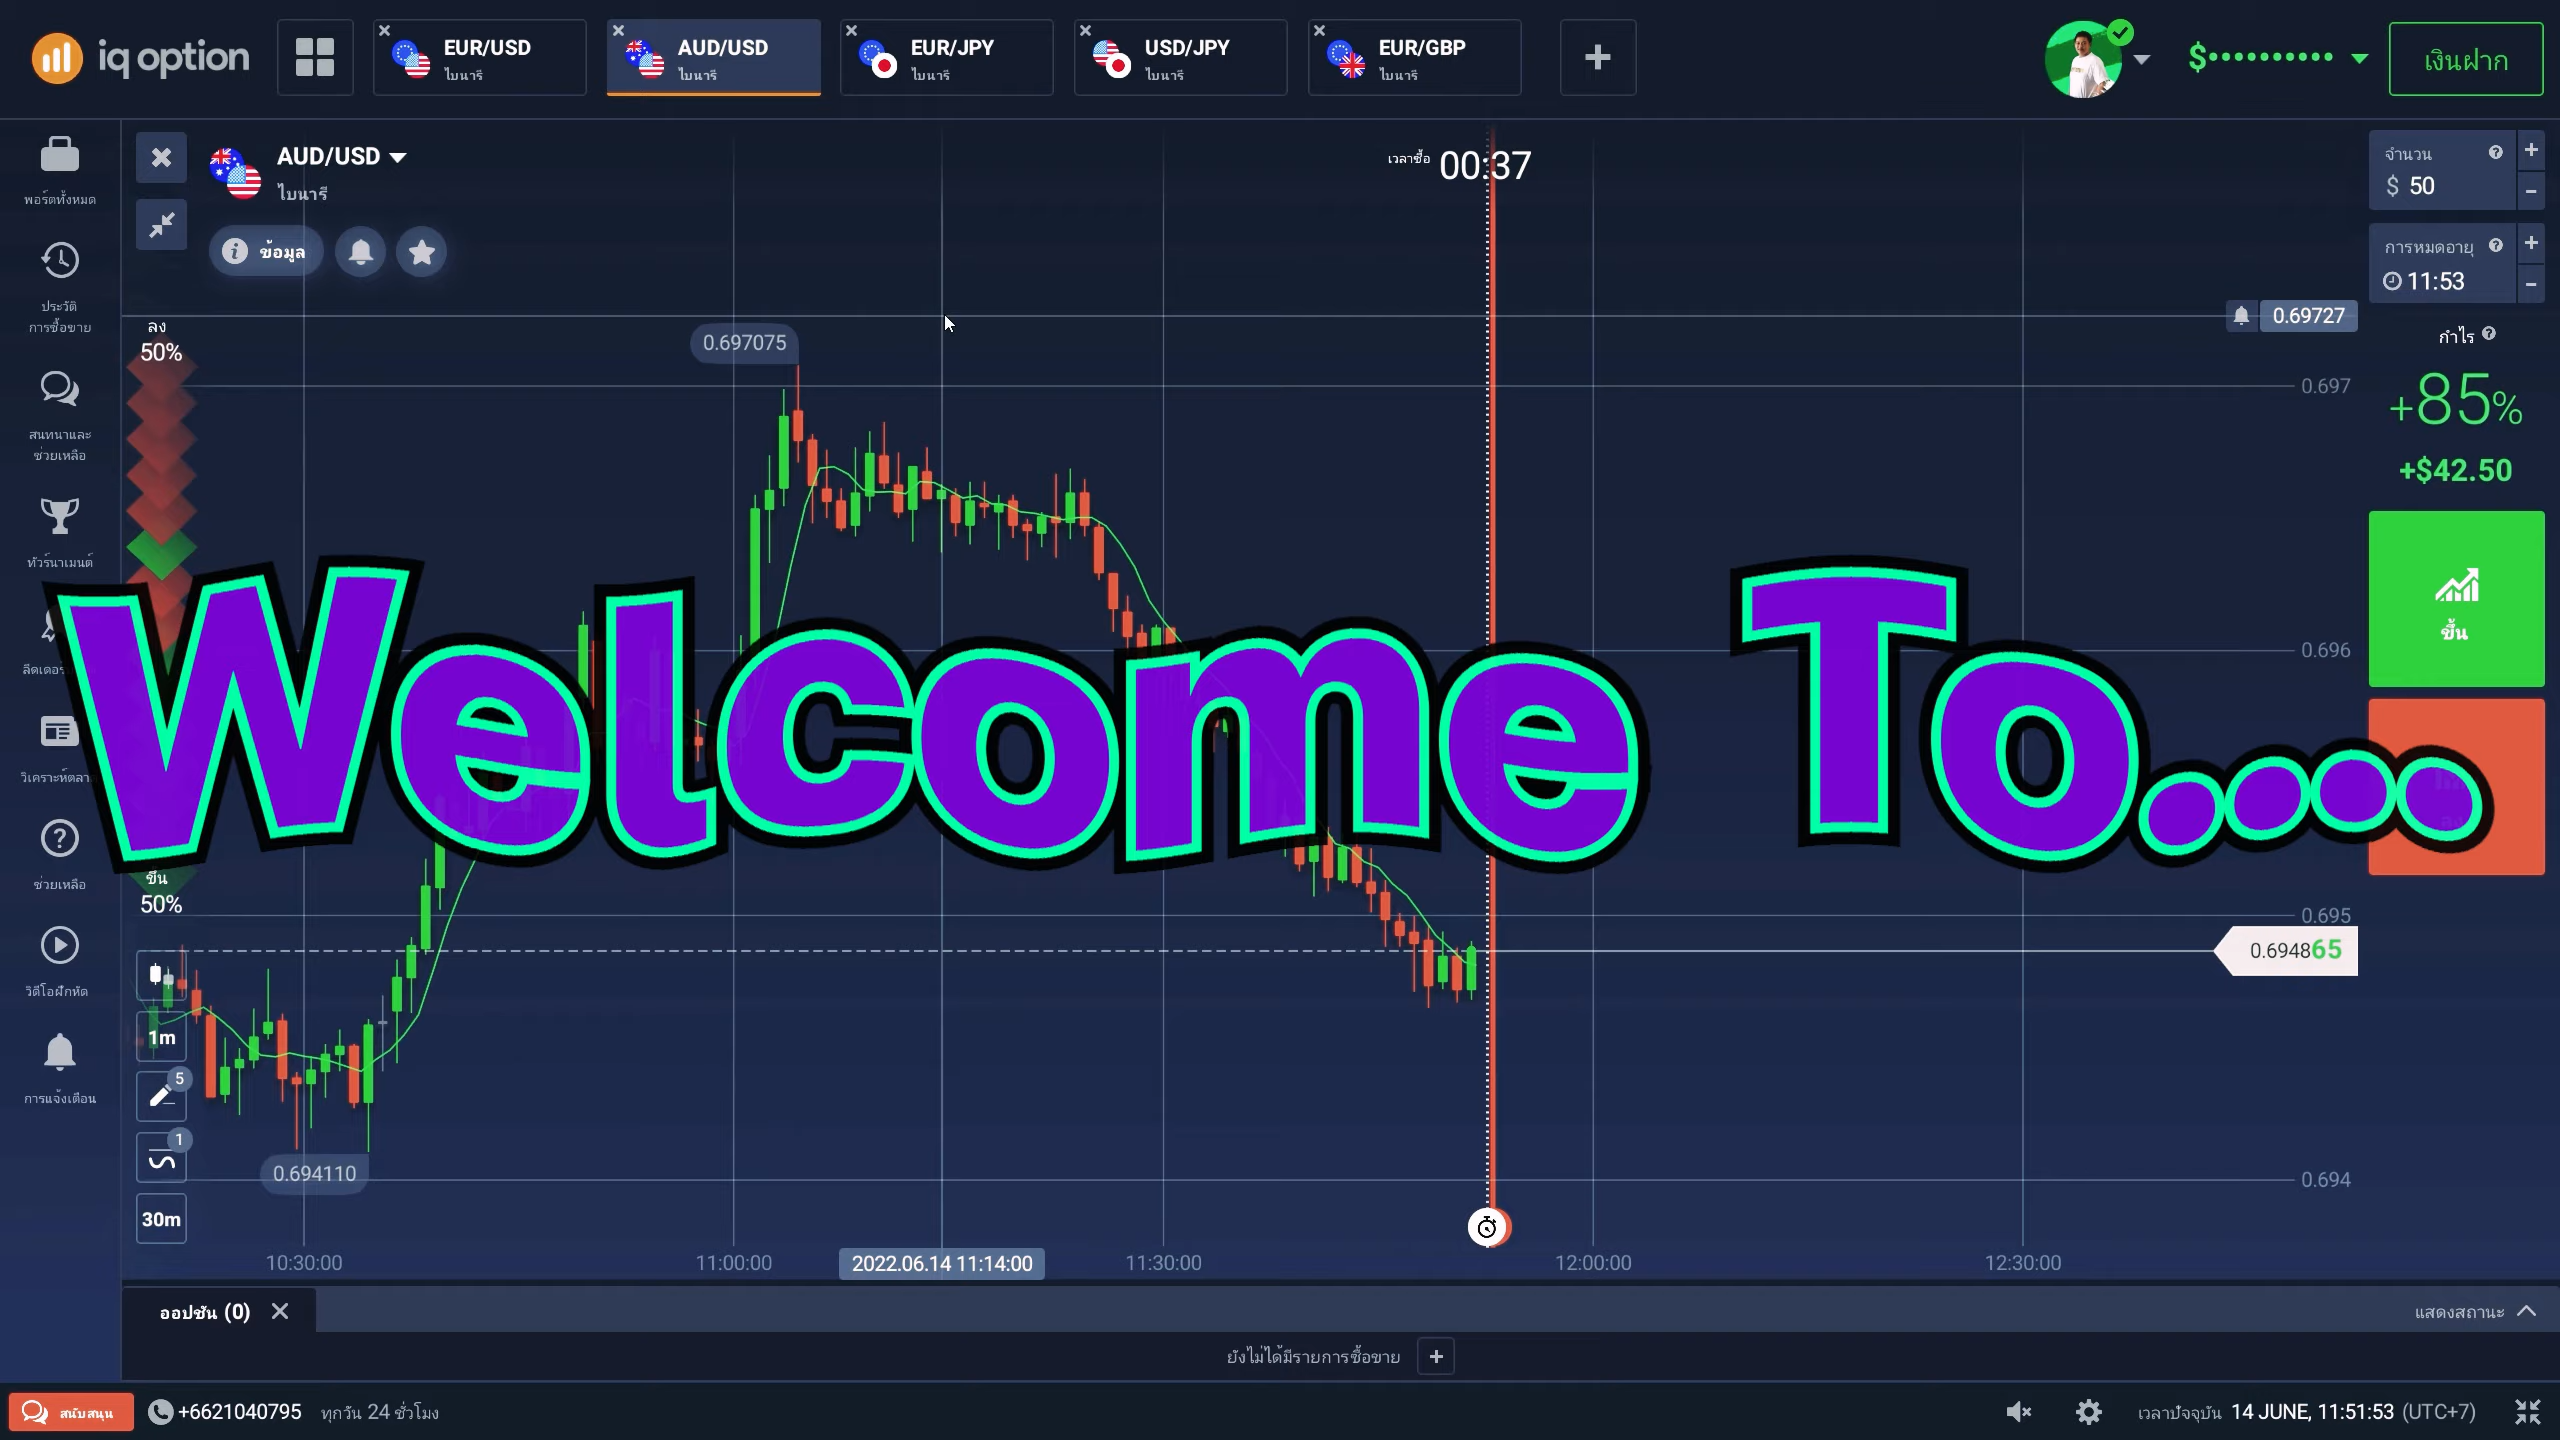 iq option
EUR/USD
ไบนารี
AUD/USD
ไบนารี
EUR/JPY
ไบนารี
USD/JPY
ไบนารี
EUR/GBP
ไบนารี
$
เงินฝาก
พอร์ตทั้งหมด
ประวัติ
การซื้อขาย
สนทนาและ
ช่วยเหลือ
ทัวร์นาเมนต์
ช่วยเหลือ
วิดีโอฝึกหัด
การแจ้งเตือน
AUD/USD
ไบนารี
ข้อมูล
เวลาซื้อ 00:37
ลง
50%
ขึ้น
50%
0.697075
0.694110
Welcome To....
1m
5
1
30m
0.69727
0.697
0.696
0.695
0.694865
0.694
จำนวน
$ 50
การหมดอายุ
11:53
กำไร
+85%
+$42.50
ขึ้น
10:30:00
11:00:00
2022.06.14 11:14:00
11:30:00
12:00:00
12:30:00
ออปชัน (0)
แสดงสถานะ
ยังไม่ได้มีรายการซื้อขาย
สนับสนุน
+6621040795 ทุกวัน 24 ชั่วโมง
เวลาปัจจุบัน 14 JUNE, 11:51:53 (UTC+7)